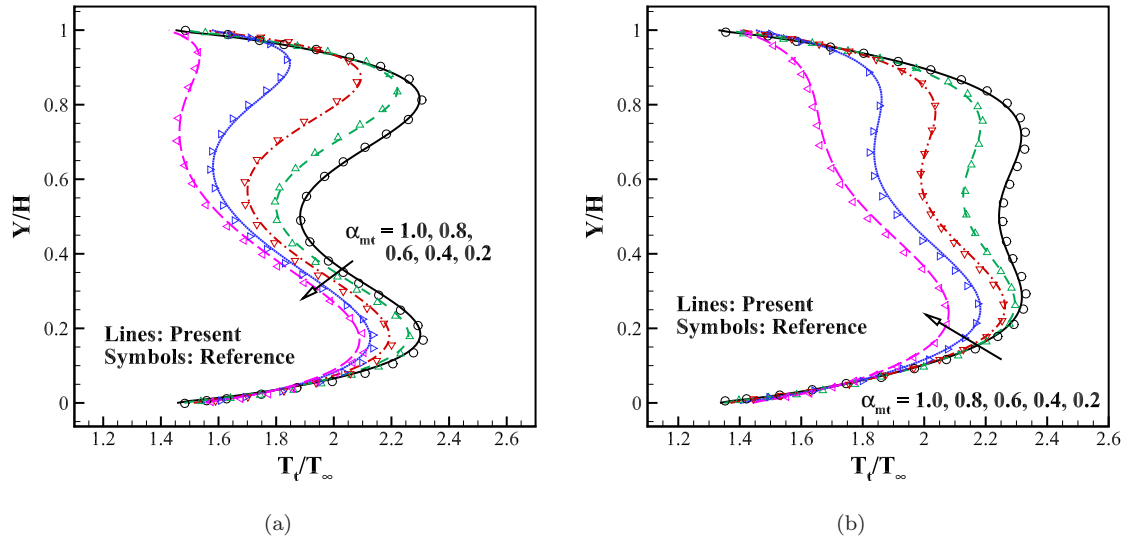 1
0.8
0.6
0.4
0.2
0
Y/H
α_mt = 1.0, 0.8,
0.6, 0.4, 0.2
Lines: Present
Symbols: Reference
1.2 1.4 1.6 1.8 2 2.2 2.4 2.6
T_t/T_∞
(a)
1
0.8
0.6
0.4
0.2
0
Y/H
Lines: Present
Symbols: Reference
α_mt = 1.0, 0.8, 0.6, 0.4, 0.2
1.2 1.4 1.6 1.8 2 2.2 2.4 2.6
T_t/T_∞
(b)